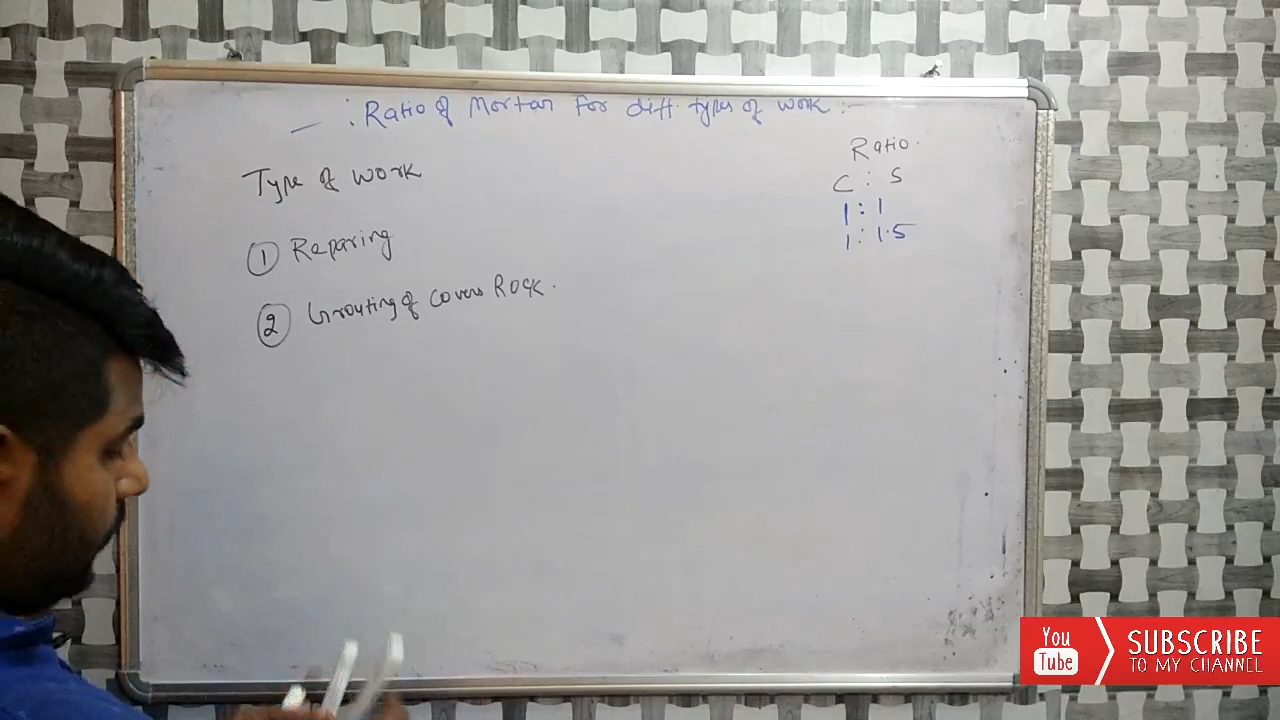 : Ratio of Mortar for diff. types of work :-
Ratio.
Type of work
C : S
1 : 1
1 : 1.5
① Reparing
② Grouting of covers Rock.
You Tube
SUBSCRIBE
TO MY CHANNEL